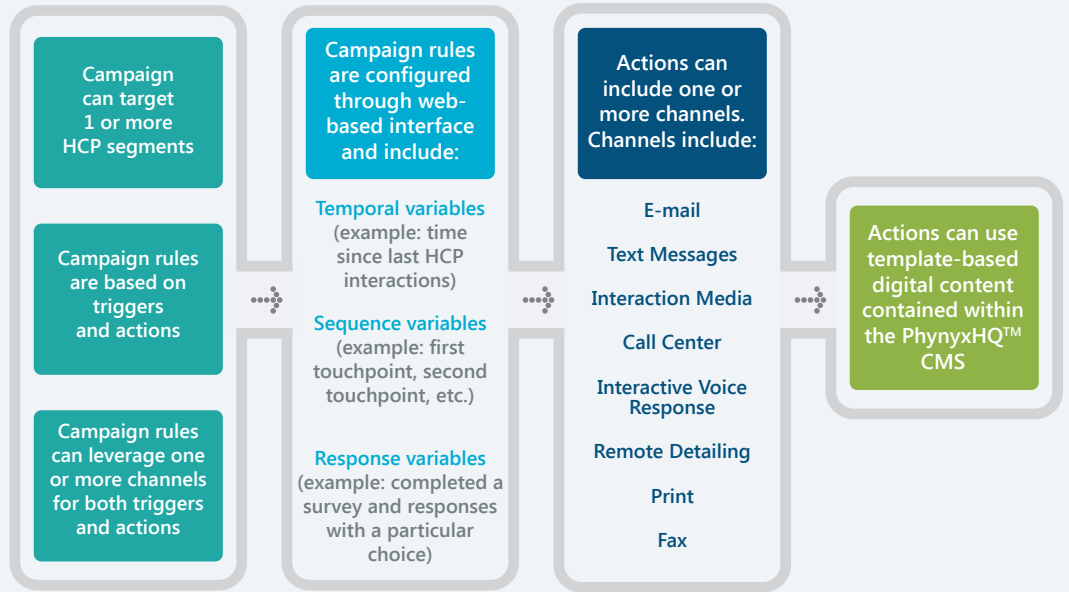 Campaign
can target
1 or more
HCP segments
Campaign rules
are based on
triggers
and actions
Campaign rules
can leverage one
or more channels
for both triggers
and actions
Campaign rules
are configured
through web-
based interface
and include:
Temporal variables
(example: time
since last HCP
interactions)
Sequence variables
(example: first
touchpoint, second
touchpoint, etc.)
Response variables
(example: completed a
survey and responses
with a particular
choice)
Actions can
include one or
more channels.
Channels include:
E-mail
Text Messages
Interaction Media
Call Center
Interactive Voice
Response
Remote Detailing
Print
Fax
Actions can use
template-based
digital content
contained within
the PhynyxHQ™
CMS